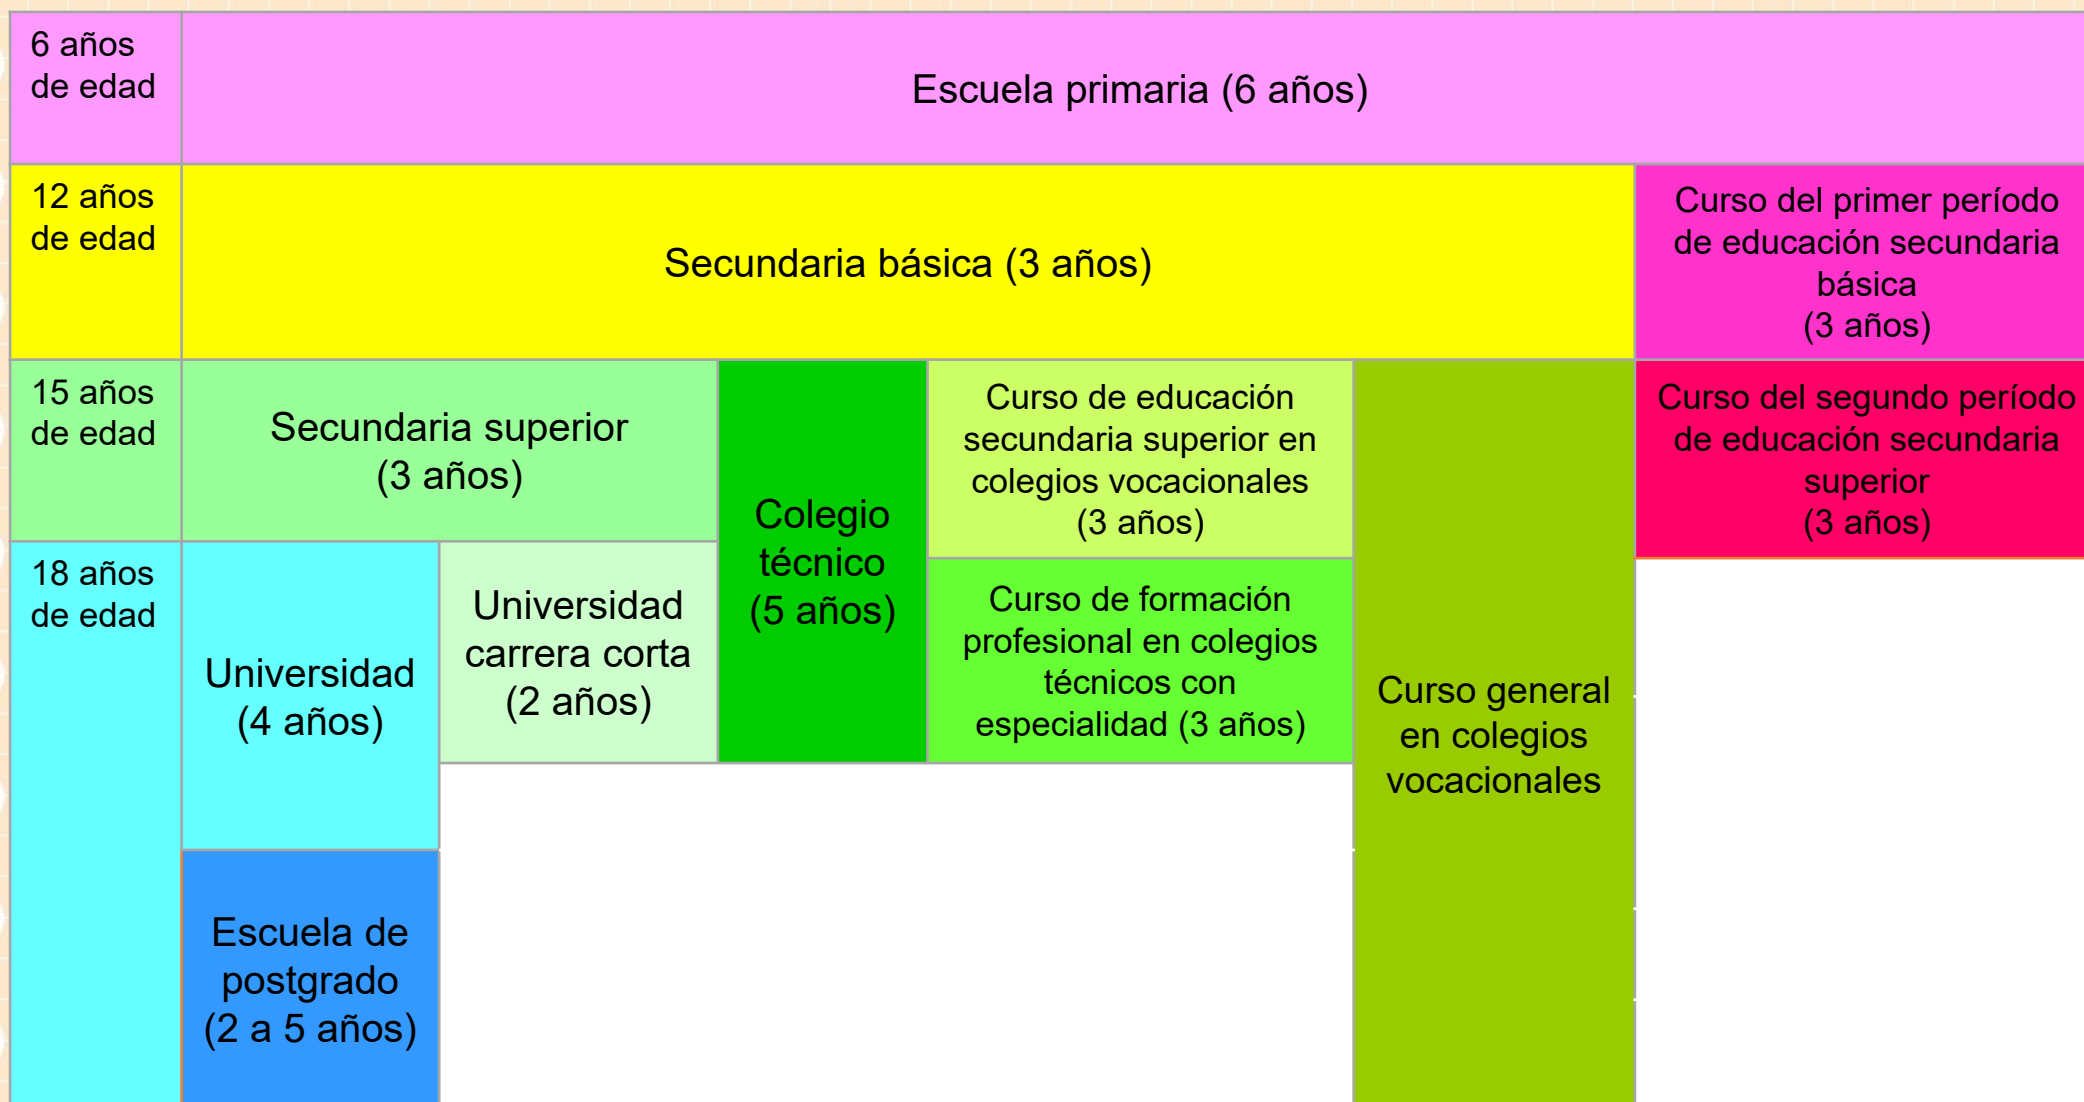 6 años
de edad
Escuela primaria (6 años)
12 años
de edad
Secundaria básica (3 años)
Curso del primer período
de educación secundaria
básica
(3 años)
15 años
de edad
Secundaria superior
(3 años)
Colegio
técnico
(5 años)
Curso de educación
secundaria superior en
colegios vocacionales
(3 años)
Curso general
en colegios
vocacionales
Curso del segundo período
de educación secundaria
superior
(3 años)
18 años
de edad
Universidad
(4 años)
Universidad
carrera corta
(2 años)
Curso de formación
profesional en colegios
técnicos con
especialidad (3 años)
Escuela de
postgrado
(2 a 5 años)